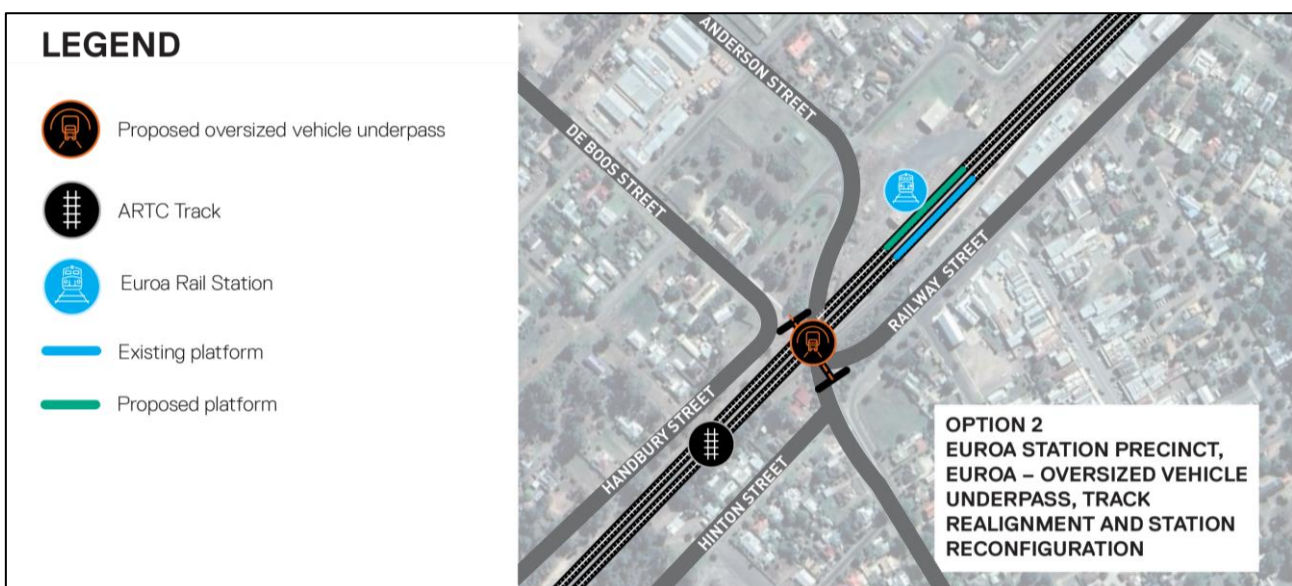 LEGEND
Proposed oversized vehicle underpass
ARTC Track
Euroa Rail Station
Existing platform
Proposed platform
ANDERSON STREET
DE BOOS STREET
RAILWAY STREET
HANDBURY STREET
HINTON STREET
OPTION 2
EUROA STATION PRECINCT,
EUROA – OVERSIZED VEHICLE
UNDERPASS, TRACK
REALIGNMENT AND STATION
RECONFIGURATION